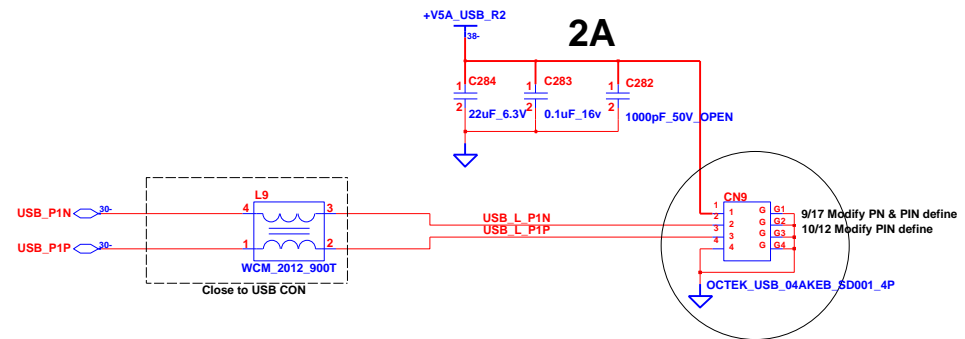 +V5A_USB_R2
38-
2A
1 C284
2
22uF_6.3V
1 C283
2
0.1uF_16v
1 C282
2
1000pF_50V_OPEN
L9
USB_P1N 30- 4 3 USB_L_P1N
USB_P1P 30- 1 2 USB_L_P1P
WCM_2012_900T
Close to USB CON
CN9
1 1 G G1
2 2 G G2
3 3 G G3
4 4 G G4
9/17 Modify PN & PIN define
10/12 Modify PIN define
OCTEK_USB_04AKEB_SD001_4P